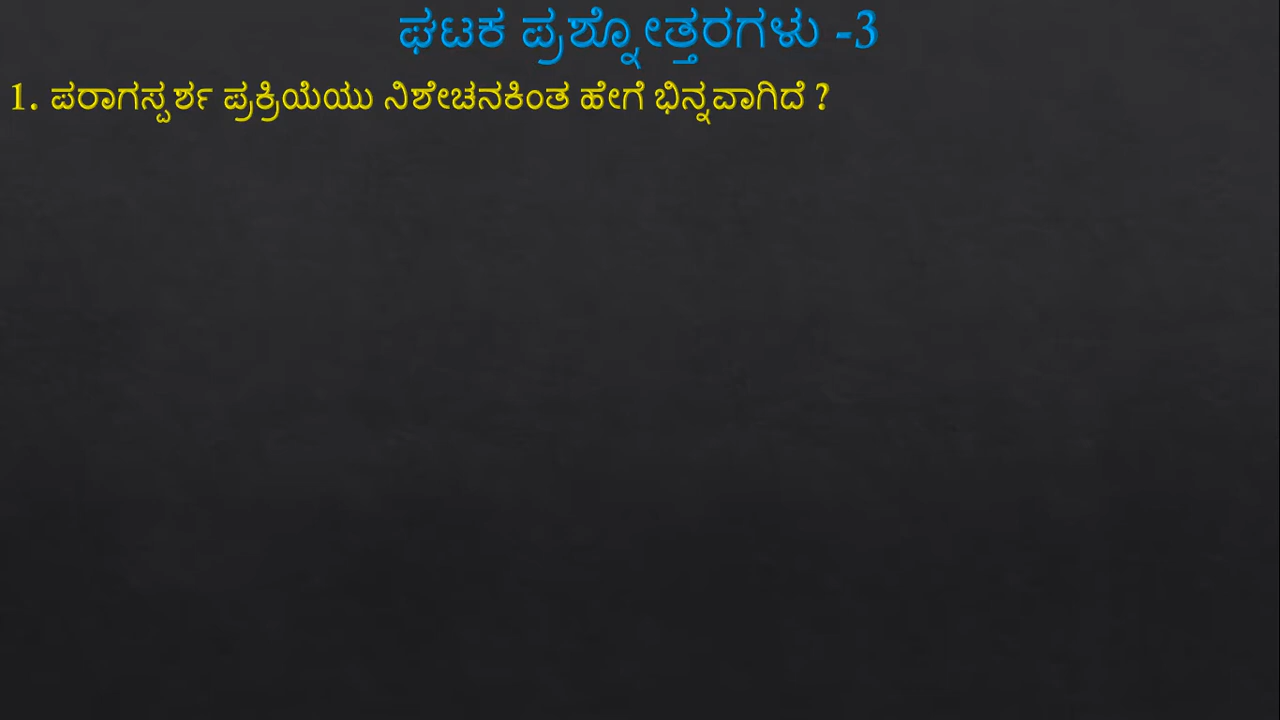 ಘಟಕ ಪ್ರಶ್ನೋತ್ತರಗಳು -3
1. ಪರಾಗಸ್ಪರ್ಶ ಪ್ರಕ್ರಿಯೆಯು ನಿಶೇಚನಕಿಂತ ಹೇಗೆ ಭಿನ್ನವಾಗಿದೆ ?